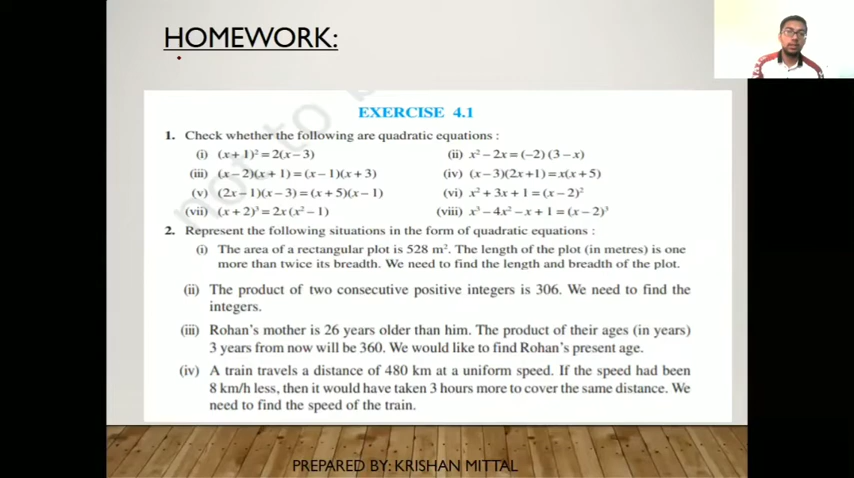 HOMEWORK:
not to b
EXERCISE 4.1
1. Check whether the following are quadratic equations :
(i) (x + 1)² = 2(x – 3) (ii) x² – 2x = (–2) (3 – x)
(iii) (x – 2)(x + 1) = (x – 1)(x + 3) (iv) (x – 3)(2x +1) = x(x + 5)
(v) (2x – 1)(x – 3) = (x + 5)(x – 1) (vi) x² + 3x + 1 = (x – 2)²
(vii) (x + 2)³ = 2x (x² – 1) (viii) x³ – 4x² – x + 1 = (x – 2)³
2. Represent the following situations in the form of quadratic equations :
(i) The area of a rectangular plot is 528 m². The length of the plot (in metres) is one
more than twice its breadth. We need to find the length and breadth of the plot.
(ii) The product of two consecutive positive integers is 306. We need to find the
integers.
(iii) Rohan's mother is 26 years older than him. The product of their ages (in years)
3 years from now will be 360. We would like to find Rohan's present age.
(iv) A train travels a distance of 480 km at a uniform speed. If the speed had been
8 km/h less, then it would have taken 3 hours more to cover the same distance. We
need to find the speed of the train.
PREPARED BY: KRISHAN MITTAL